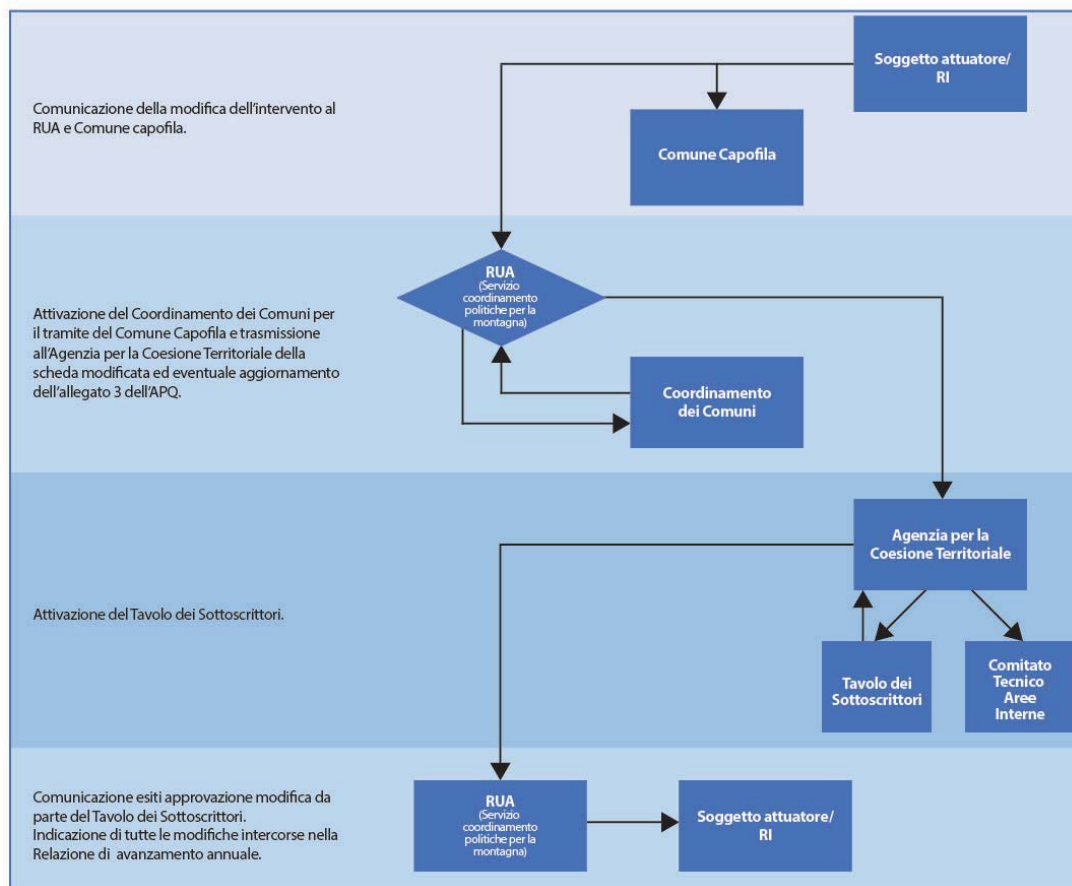 Soggetto attuatore/
RI
Comunicazione della modifica dell'intervento al
RUA e Comune capofila.
Comune Capofila
RUA
(Servizio
coordinamento
politiche per la
montagna)
Attivazione del Coordinamento dei Comuni per
il tramite del Comune Capofila e trasmissione
all'Agenzia per la Coesione Territoriale della
scheda modificata ed eventuale aggiornamento
dell'allegato 3 dell'APQ.
Coordinamento
dei Comuni
Agenzia per la
Coesione Territoriale
Attivazione del Tavolo dei Sottoscrittori.
Tavolo dei
Sottoscrittori
Comitato
Tecnico
Aree
Interne
Comunicazione esiti approvazione modifica da
parte del Tavolo dei Sottoscrittori.
Indicazione di tutte le modifiche intercorse nella
Relazione di avanzamento annuale.
RUA
(Servizio
coordinamento
politiche per la
montagna)
Soggetto attuatore/
RI